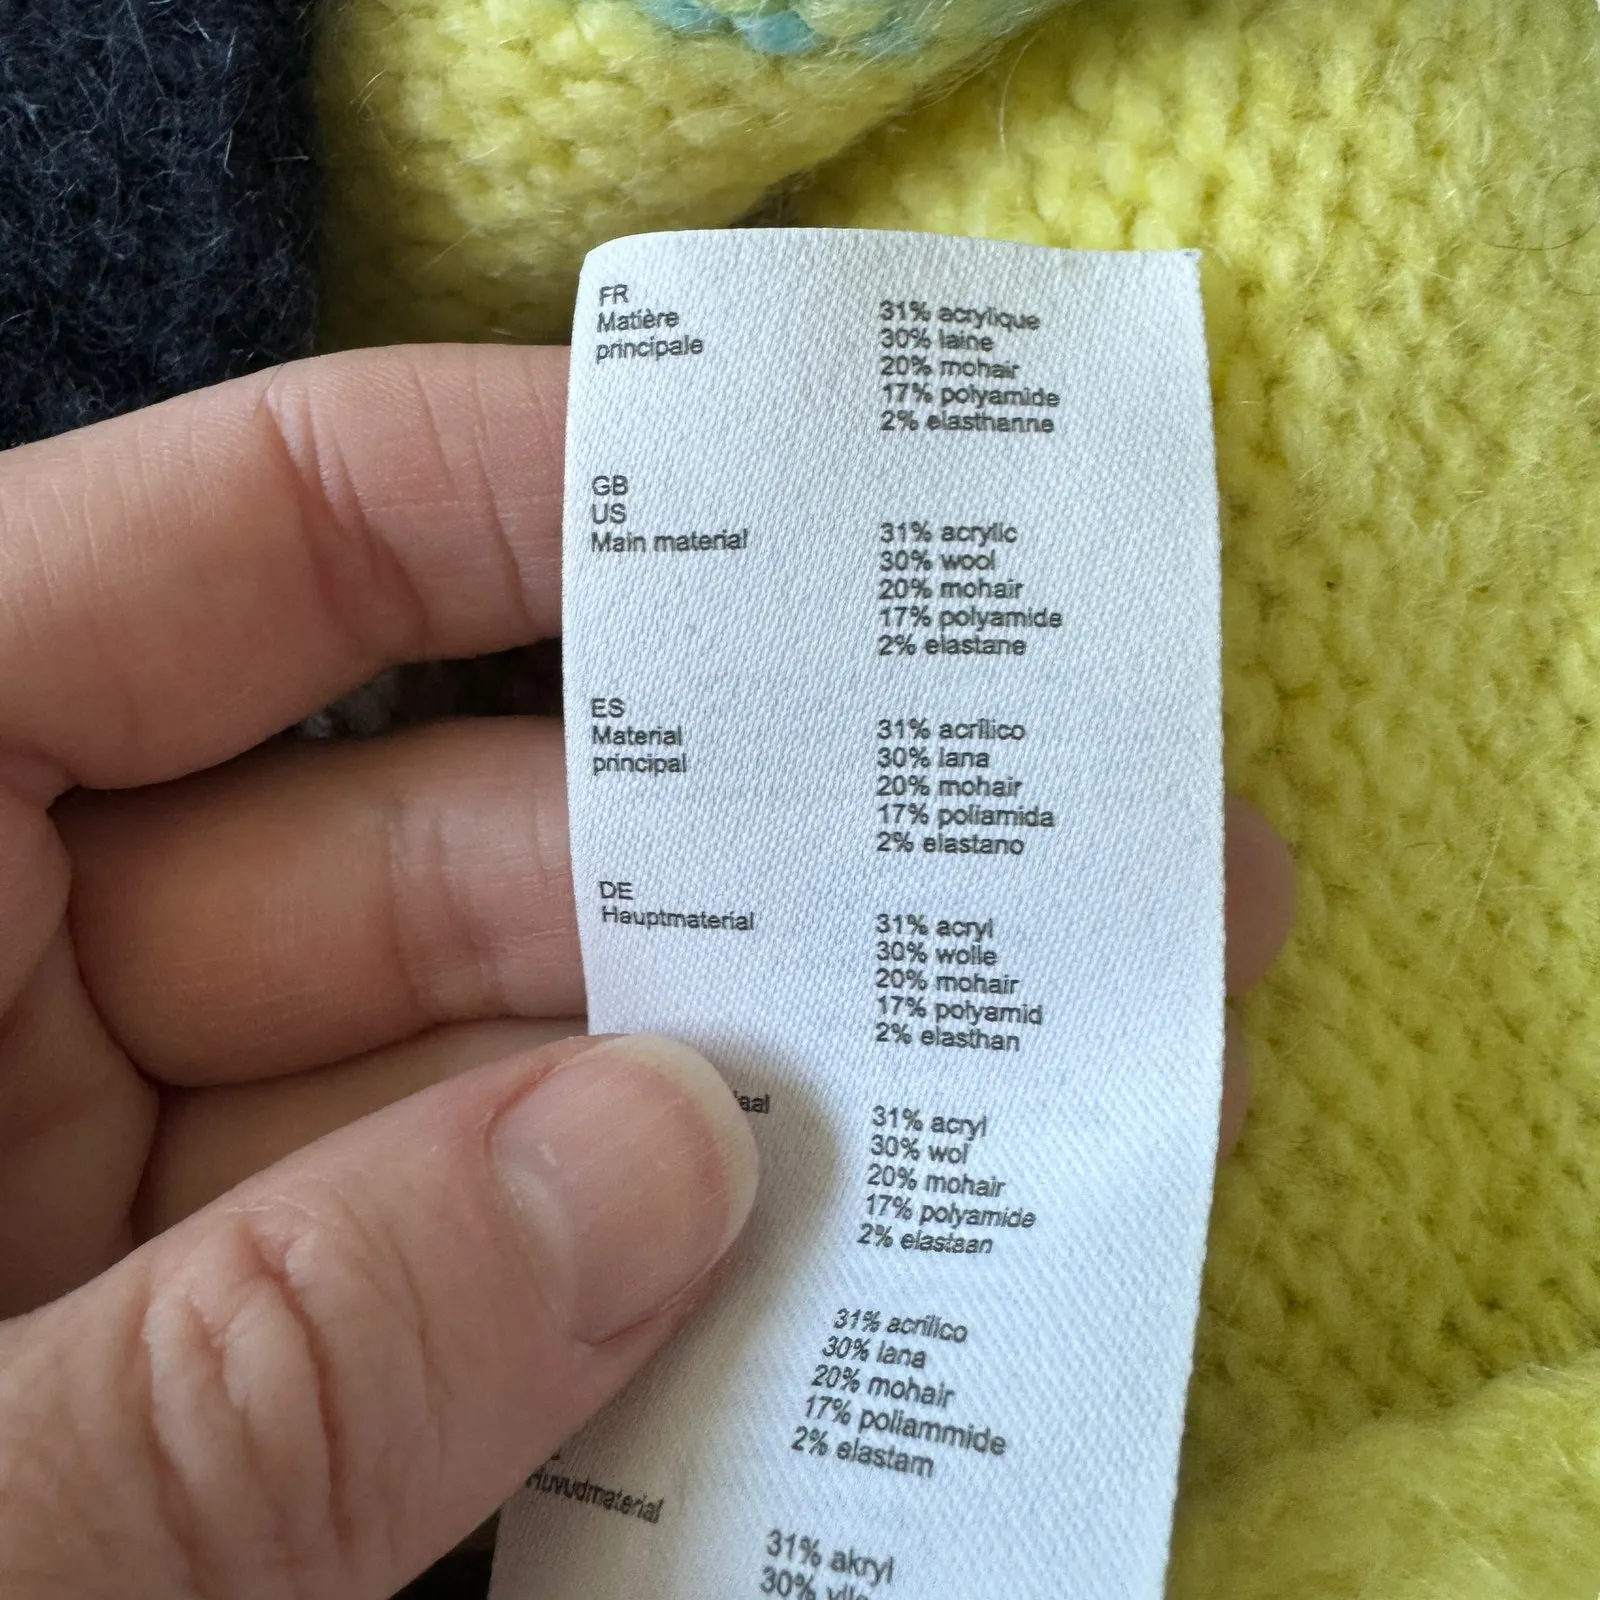 FR
Matière
principale
31% acrylique
30% laine
20% mohair
17% polyamide
2% elasthanne
GB
US
Main material
31% acrylic
30% wool
20% mohair
17% polyamide
2% elastane
ES
Material
principal
31% acrílico
30% lana
20% mohair
17% poliamida
2% elastano
DE
Hauptmaterial
31% acryl
30% wolle
20% mohair
17% polyamid
2% elasthan
31% acryl
30% wol
20% mohair
17% polyamide
2% elastaan
31% acrilico
30% lana
20% mohair
17% poliammide
2% elastam
Huvudmaterial
31% akryl
30%